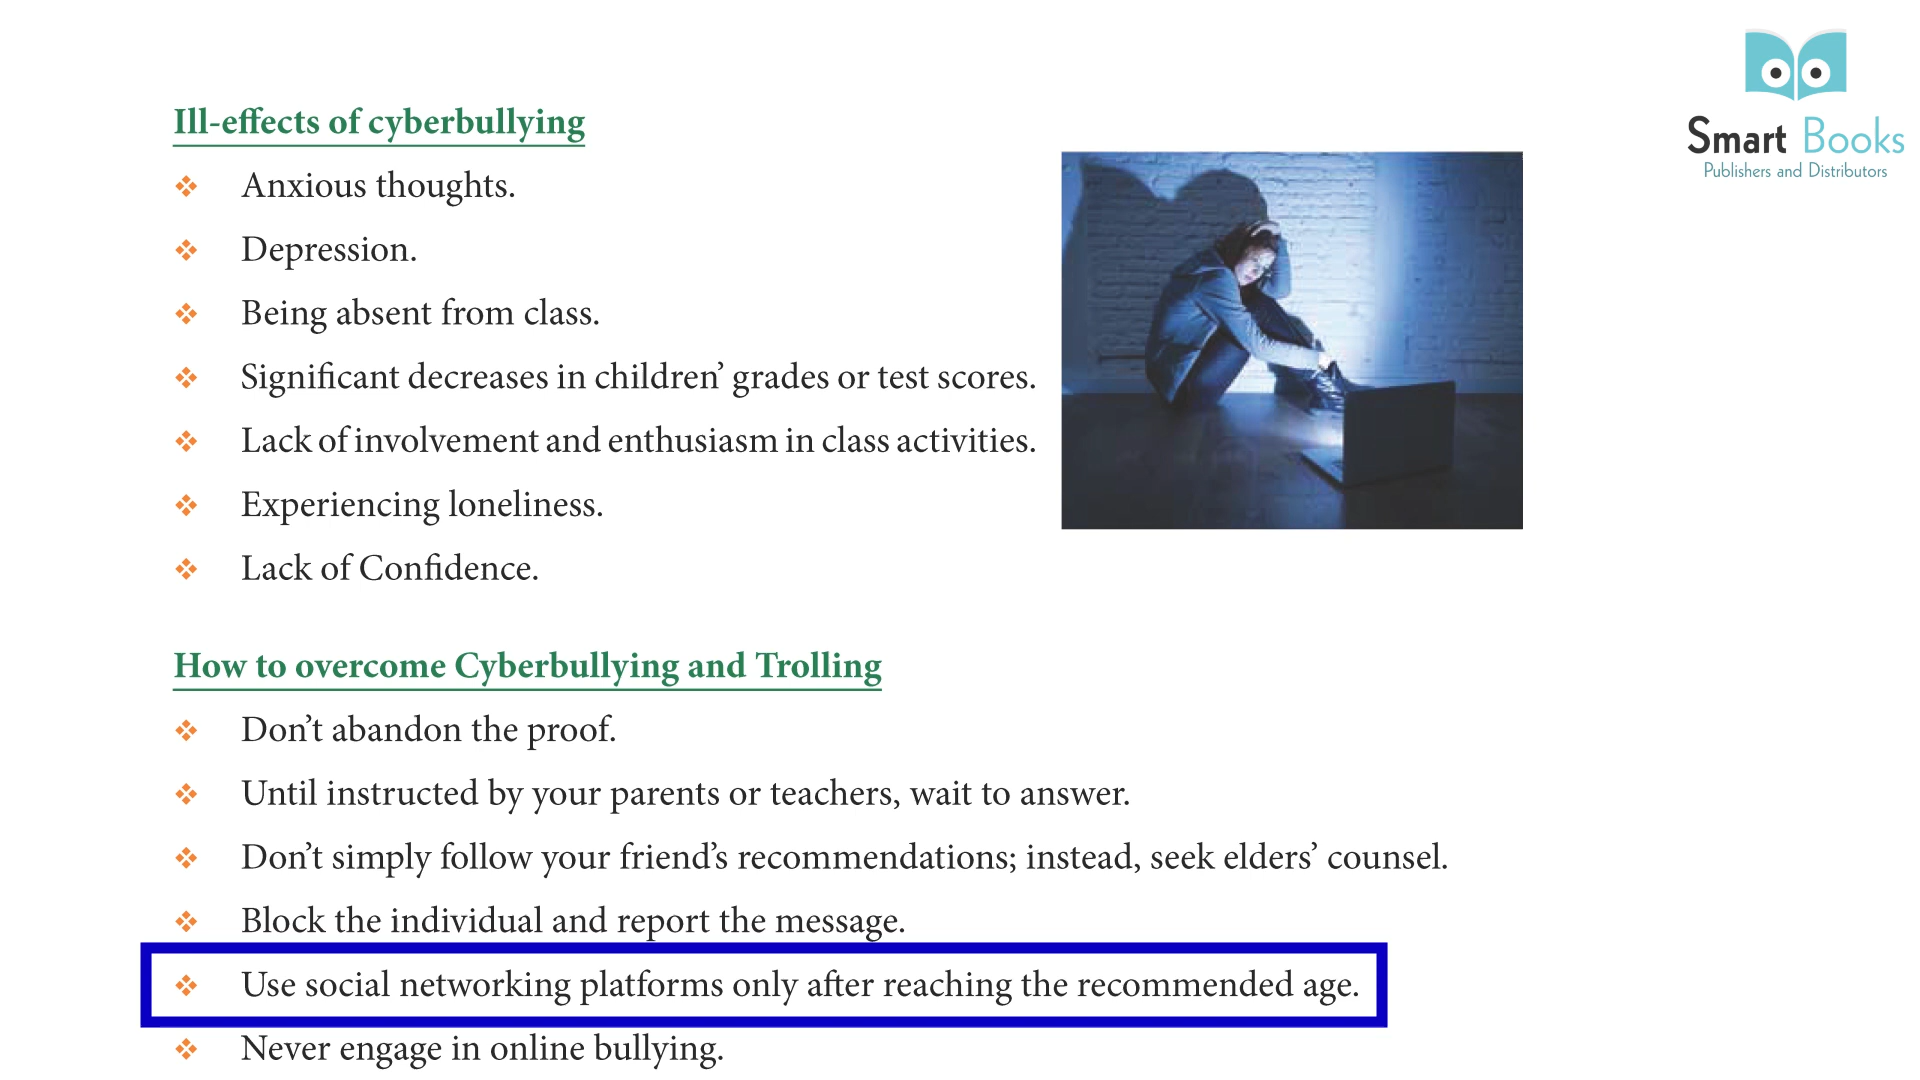 Smart Books
Publishers and Distributors
Ill-effects of cyberbullying
❖ Anxious thoughts.
❖ Depression.
❖ Being absent from class.
❖ Significant decreases in children’ grades or test scores.
❖ Lack of involvement and enthusiasm in class activities.
❖ Experiencing loneliness.
❖ Lack of Confidence.
How to overcome Cyberbullying and Trolling
❖ Don’t abandon the proof.
❖ Until instructed by your parents or teachers, wait to answer.
❖ Don’t simply follow your friend’s recommendations; instead, seek elders’ counsel.
❖ Block the individual and report the message.
❖ Use social networking platforms only after reaching the recommended age.
❖ Never engage in online bullying.